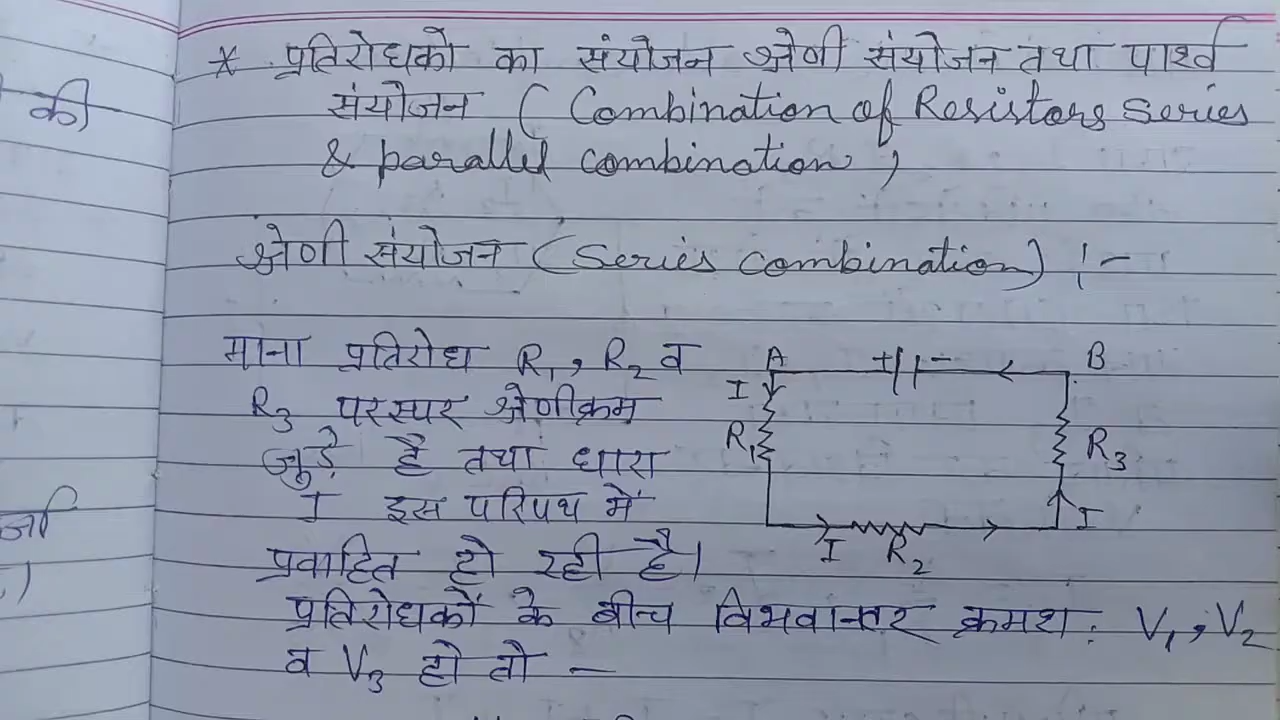 की
र्जा
* प्रतिरोधकों का संयोजन श्रेणी संयोजन तथा पार्श्व
संयोजन ( Combination of Resistors Series
& parallel combination,
श्रेणी संयोजन (Series combination) :-
माना प्रतिरोध R₁, R₂ व
R₃ परस्पर श्रेणीक्रम
जुड़े है तथा धारा
I इस परिपथ में
प्रवाहित हो रही है।
प्रतिरोधकों के बीच विभवान्तर क्रमश: V₁, V₂
व V₃ हो तो -
A + - B
I
R₁ R₃
I R₂ I